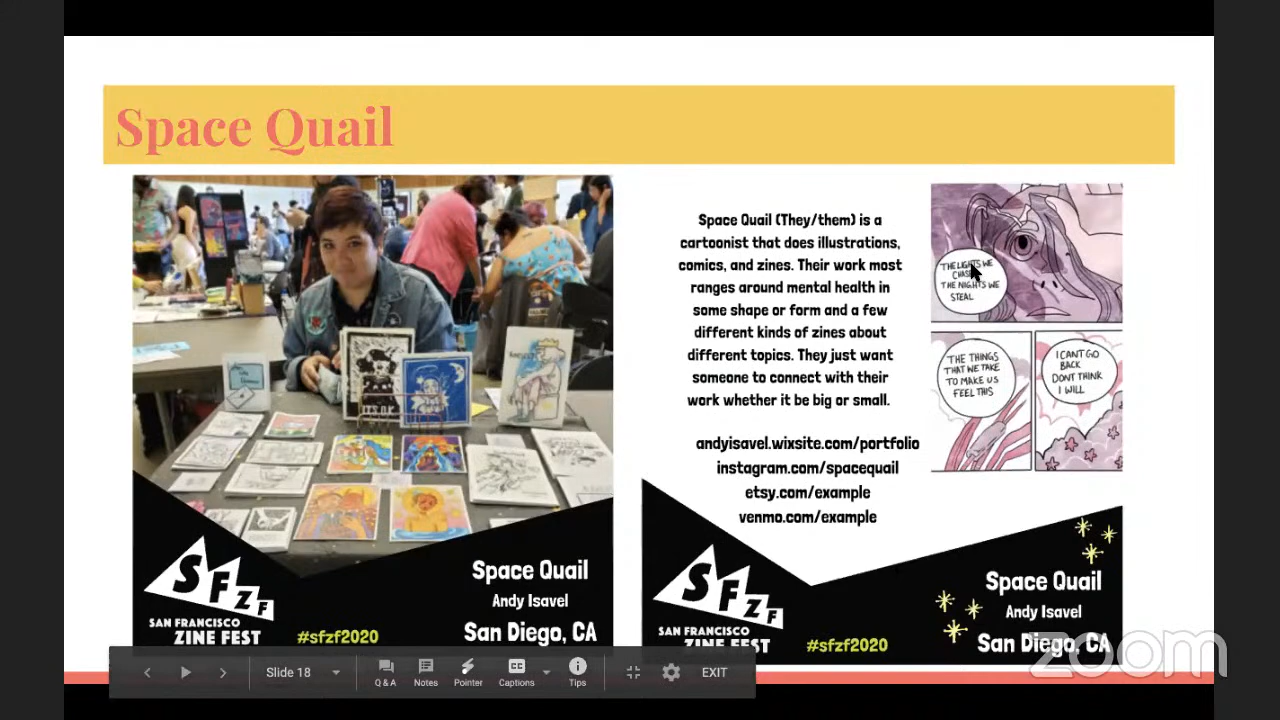 Space Quail
IT'S O.K.
SFZF
SAN FRANCISCO
ZINE FEST
#sfzf2020
Space Quail
Andy Isavel
San Diego, CA
Space Quail (They/them) is a
cartoonist that does illustrations,
comics, and zines. Their work most
ranges around mental health in
some shape or form and a few
different kinds of zines about
different topics. They just want
someone to connect with their
work whether it be big or small.
andyisavel.wixsite.com/portfolio
instagram.com/spacequail
etsy.com/example
venmo.com/example
THE LIGHTS WE
CHASE
THE NIGHTS WE
STEAL
THE THINGS
THAT WE TAKE
TO MAKE US
FEEL THIS
I CANT GO
BACK
DONT THINK
I WILL
SFZF
SAN FRANCISCO
ZINE FEST
#sfzf2020
Space Quail
Andy Isavel
San Diego, CA
zoom
Slide 18
Q & A
Notes
Pointer
CC
Captions
Tips
EXIT